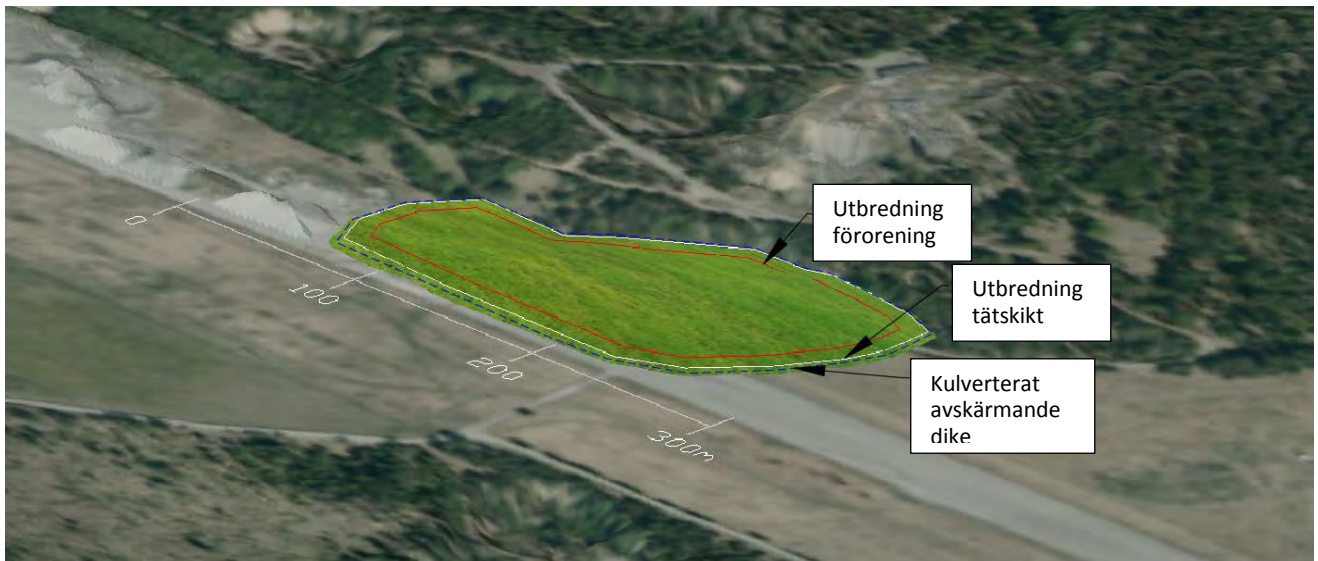 Utbredning
förorening
Utbredning
tätskikt
Kulverterat
avskärmande
dike
0
100
200
300m